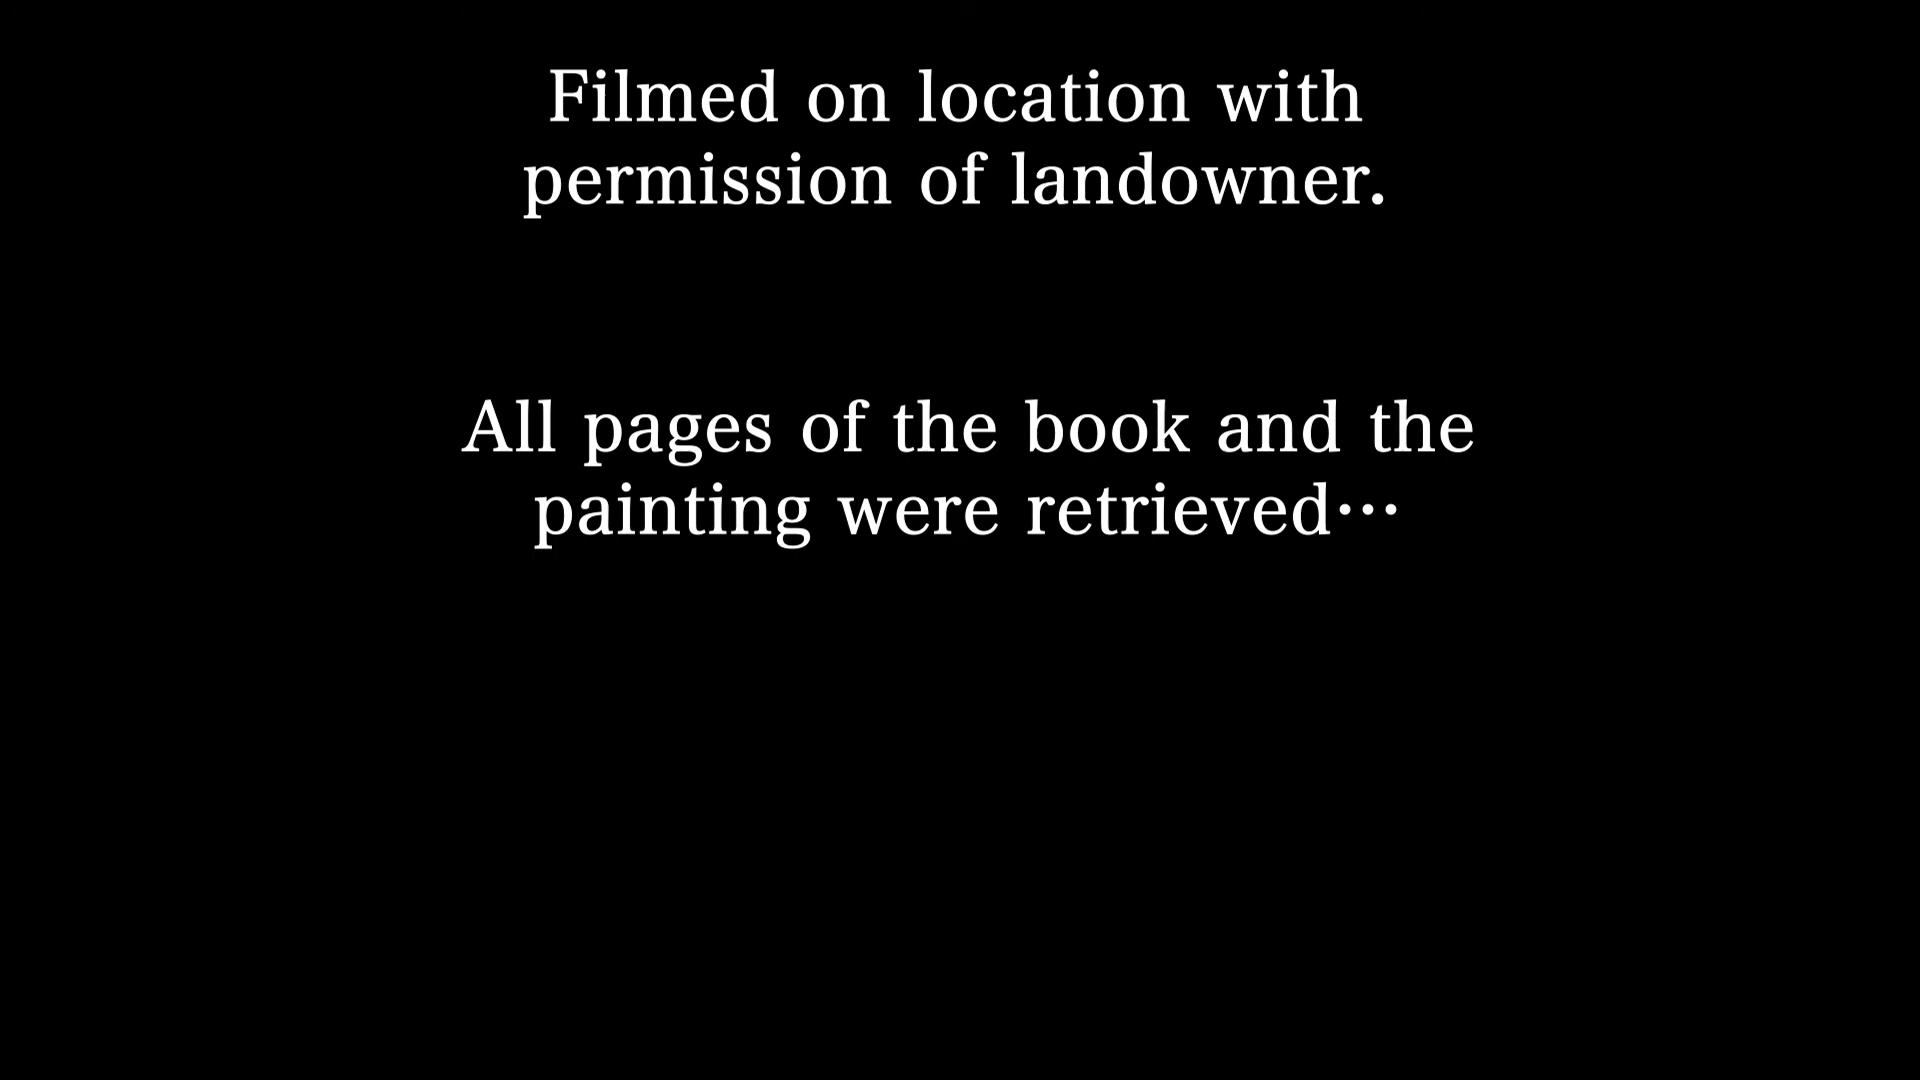 Filmed on location with
permission of landowner.
All pages of the book and the
painting were retrieved…